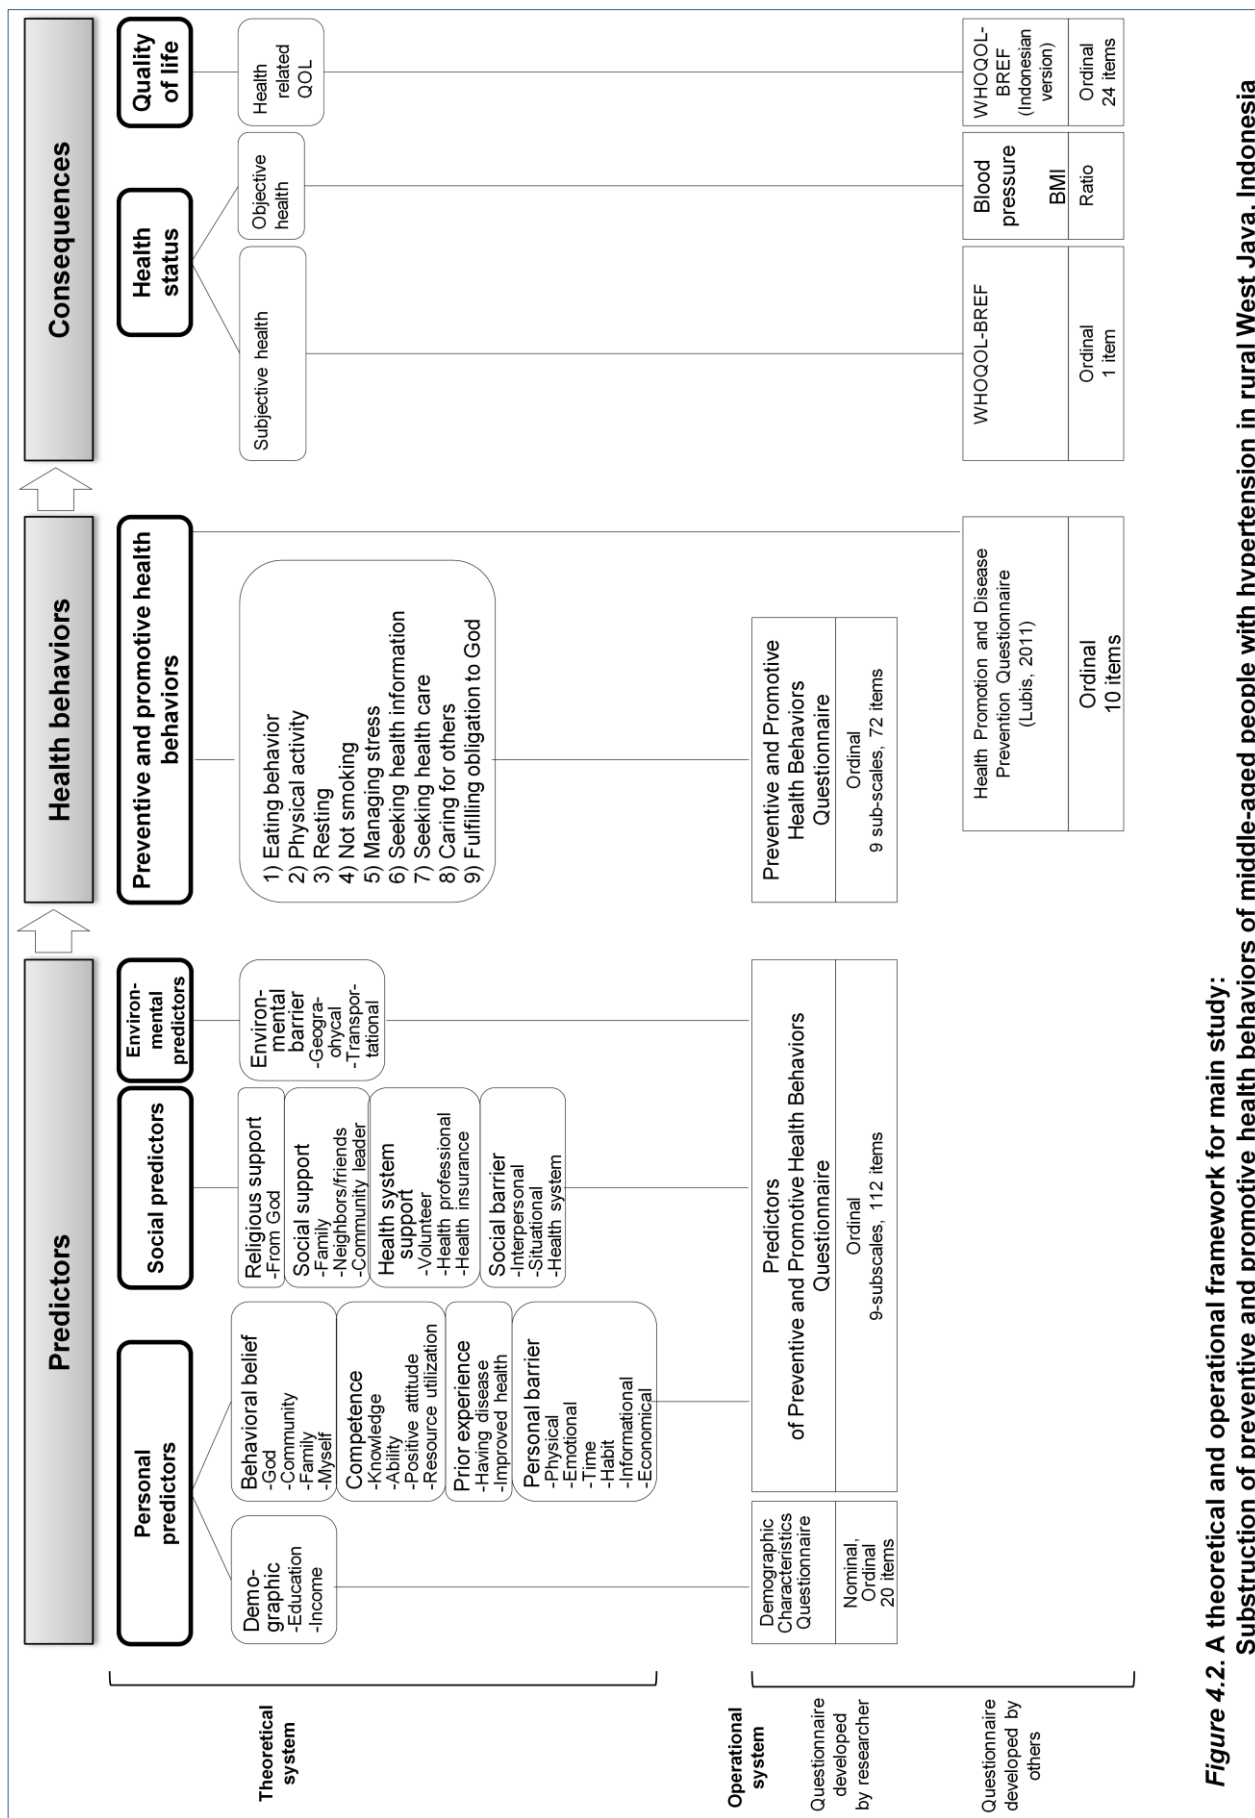 Predictors
Health behaviors
Consequences
Personal
predictors
Social predictors
Environ-
mental
predictors
Preventive and promotive health
behaviors
Health
status
Quality
of life
Theoretical
system
Demo-
graphic
-Education
-Income
Behavioral belief
-God
-Community
-Family
-Myself
Competence
-Knowledge
-Ability
-Positive attitude
-Resource utilization
Prior experience
-Having disease
-Improved health
Personal barrier
-Physical
-Emotional
-Time
-Habit
-Informational
-Economical
Religious support
-From God
Social support
-Family
-Neighbors/friends
-Community leader
Health system
support
-Volunteer
-Health professional
-Health insurance
Social barrier
-Interpersonal
-Situational
-Health system
Environ-
mental
barrier
-Geogra-
ohycal
-Transpor-
tational
1) Eating behavior
2) Physical activity
3) Resting
4) Not smoking
5) Managing stress
6) Seeking health information
7) Seeking health care
8) Caring for others
9) Fulfilling obligation to God
Subjective health
Objective
health
Health
related
QOL
Operational
system
Questionnaire
developed
by researcher
Demographic
Characteristics
Questionnaire
Nominal,
Ordinal
20 items
Predictors
of Preventive and Promotive Health Behaviors
Questionnaire
Ordinal
9-subscales, 112 items
Preventive and Promotive
Health Behaviors
Questionnaire
Ordinal
9 sub-scales, 72 items
Questionnaire
developed by
others
Health Promotion and Disease
Prevention Questionnaire
(Lubis, 2011)
Ordinal
10 items
WHOQOL-BREF
Ordinal
1 item
Blood
pressure
BMI
Ratio
WHOQOL-
BREF
(Indonesian
version)
Ordinal
24 items
Figure 4.2. A theoretical and operational framework for main study:
Substruction of preventive and promotive health behaviors of middle-aged people with hypertension in rural West Java, Indonesia